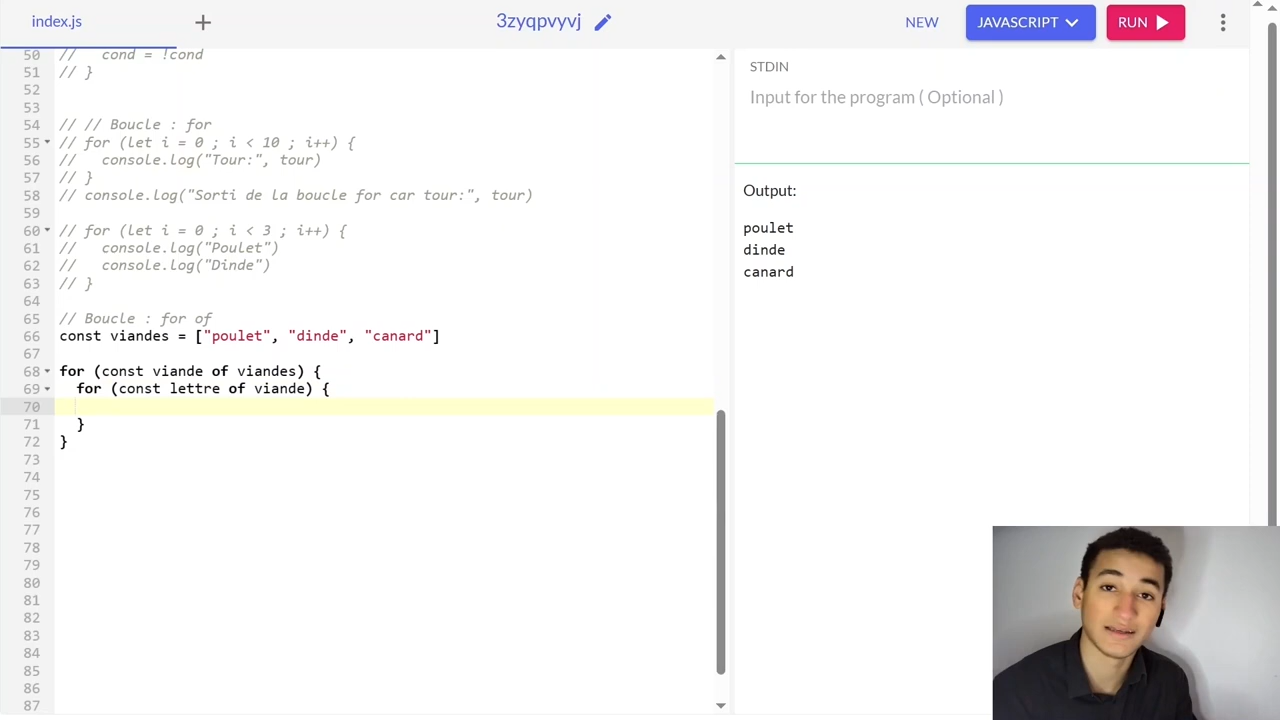 index.js
+
3zyqpvyvj
NEW
JAVASCRIPT
RUN
50 //   cond = !cond
51 // }
52
53
54 // // Boucle : for
55 // for (let i = 0 ; i < 10 ; i++) {
56 //   console.log("Tour:", tour)
57 // }
58 // console.log("Sorti de la boucle for car tour:", tour)
59
60 // for (let i = 0 ; i < 3 ; i++) {
61 //   console.log("Poulet")
62 //   console.log("Dinde")
63 // }
64
65 // Boucle : for of
66 const viandes = ["poulet", "dinde", "canard"]
67
68 for (const viande of viandes) {
69   for (const lettre of viande) {
70
71   }
72 }
73
74
75
76
77
78
79
80
81
82
83
84
85
86
87
STDIN
Input for the program ( Optional )
Output:
poulet
dinde
canard